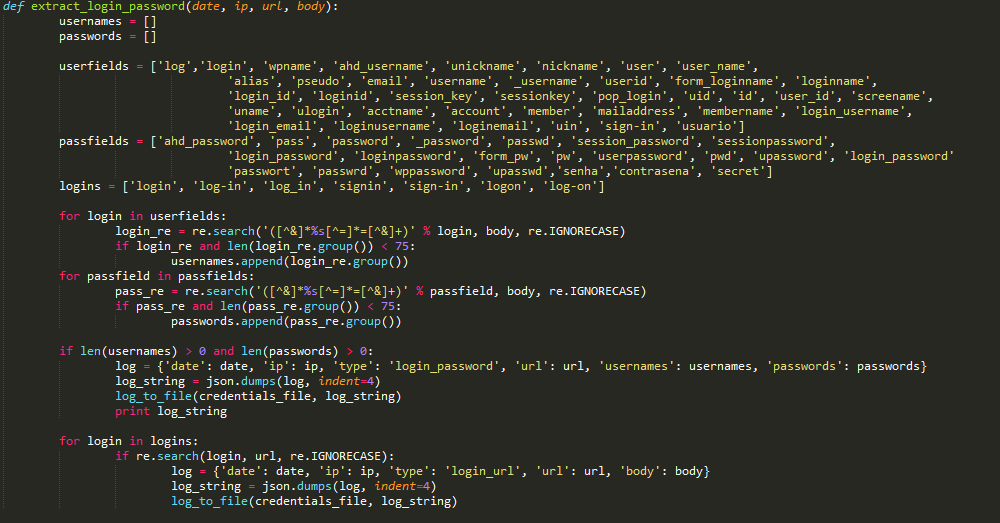 def extract_login_password(date, ip, url, body):
usernames = []
passwords = []
userfields = ['log','login', 'wpname', 'ahd_username', 'unickname', 'nickname', 'user', 'user_name',
'alias', 'pseudo', 'email', 'username', '_username', 'userid', 'form_loginname', 'loginname',
'login_id', 'loginid', 'session_key', 'sessionkey', 'pop_login', 'uid', 'id', 'user_id', 'screename',
'uname', 'ulogin', 'acctname', 'account', 'member', 'mailaddress', 'membername', 'login_username',
'login_email', 'loginusername', 'loginemail', 'uin', 'sign-in', 'usuario']
passfields = ['ahd_password', 'pass', 'password', '_password', 'passwd', 'session_password', 'sessionpassword',
'login_password', 'loginpassword', 'form_pw', 'pw', 'userpassword', 'pwd', 'upassword', 'login_password'
'passwort', 'passwrd', 'wppassword', 'upasswd','senha','contrasena', 'secret']
logins = ['login', 'log-in', 'log_in', 'signin', 'sign-in', 'logon', 'log-on']
for login in userfields:
login_re = re.search('([^&]*%s[^=]*=[^&]+)' % login, body, re.IGNORECASE)
if login_re and len(login_re.group()) < 75:
usernames.append(login_re.group())
for passfield in passfields:
pass_re = re.search('([^&]*%s[^=]*=[^&]+)' % passfield, body, re.IGNORECASE)
if pass_re and len(pass_re.group()) < 75:
passwords.append(pass_re.group())
if len(usernames) > 0 and len(passwords) > 0:
log = {'date': date, 'ip': ip, 'type': 'login_password', 'url': url, 'usernames': usernames, 'passwords': passwords}
log_string = json.dumps(log, indent=4)
log_to_file(credentials_file, log_string)
print log_string
for login in logins:
if re.search(login, url, re.IGNORECASE):
log = {'date': date, 'ip': ip, 'type': 'login_url', 'url': url, 'body': body}
log_string = json.dumps(log, indent=4)
log_to_file(credentials_file, log_string)